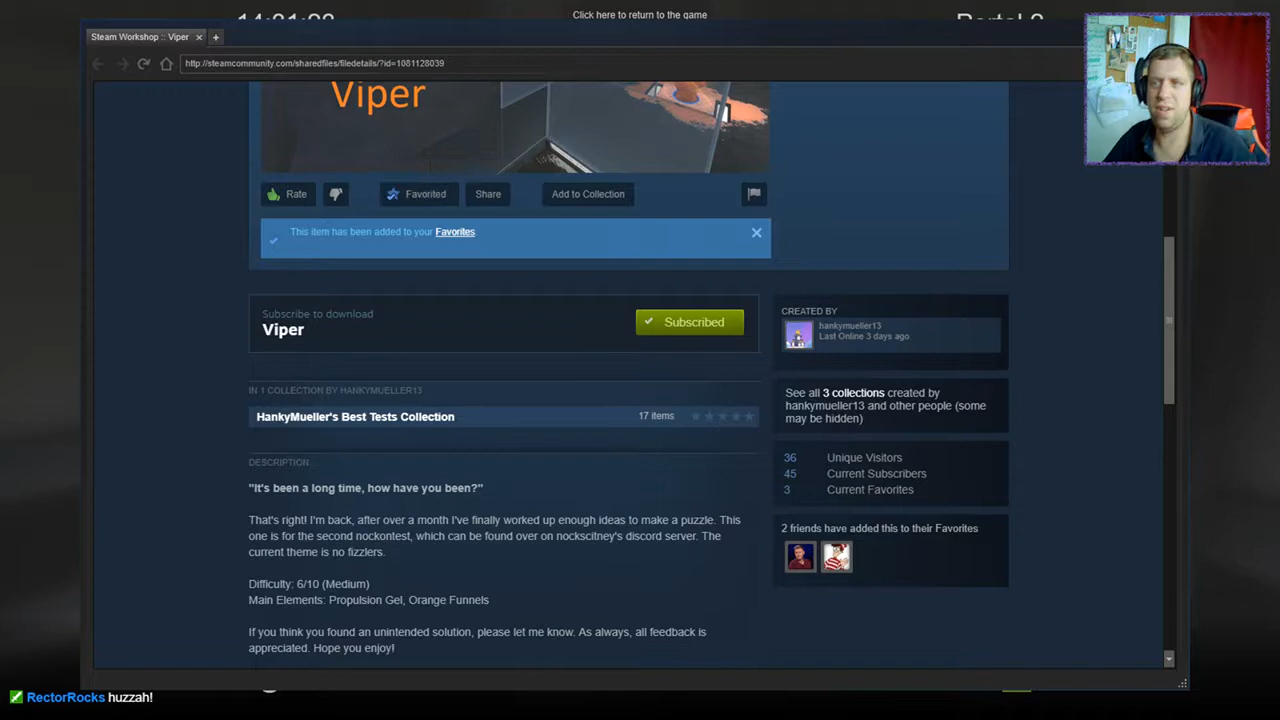 Click here to return to the game
Steam Workshop :: Viper
http://steamcommunity.com/sharedfiles/filedetails/?id=1081128039
Viper
Rate
Favorited
Share
Add to Collection
This item has been added to your Favorites.
Subscribe to download
Viper
Subscribed
IN 1 COLLECTION BY HANKYMUELLER13
HankyMueller's Best Tests Collection 17 items
DESCRIPTION
"It's been a long time, how have you been?"
That's right! I'm back, after over a month I've finally worked up enough ideas to make a puzzle. This
one is for the second nockontest, which can be found over on nockscitney's discord server. The
current theme is no fizzlers.
Difficulty: 6/10 (Medium)
Main Elements: Propulsion Gel, Orange Funnels
If you think you found an unintended solution, please let me know. As always, all feedback is
appreciated. Hope you enjoy!
CREATED BY
hankymueller13
Last Online 3 days ago
See all 3 collections created by
hankymueller13 and other people (some
may be hidden)
36 Unique Visitors
45 Current Subscribers
3 Current Favorites
2 friends have added this to their Favorites
RectorRocks huzzah!